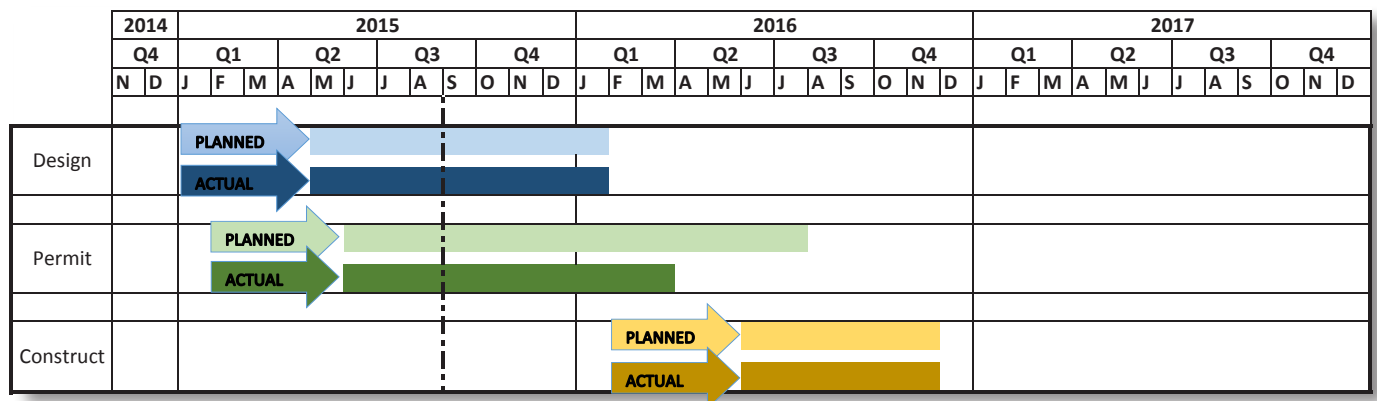 2014 2015 2016 2017
Q4 Q1 Q2 Q3 Q4 Q1 Q2 Q3 Q4 Q1 Q2 Q3 Q4
N D J F M A M J J A S O N D J F M A M J J A S O N D J F M A M J J A S O N D
PLANNED
Design
ACTUAL
PLANNED
Permit
ACTUAL
PLANNED
Construct
ACTUAL